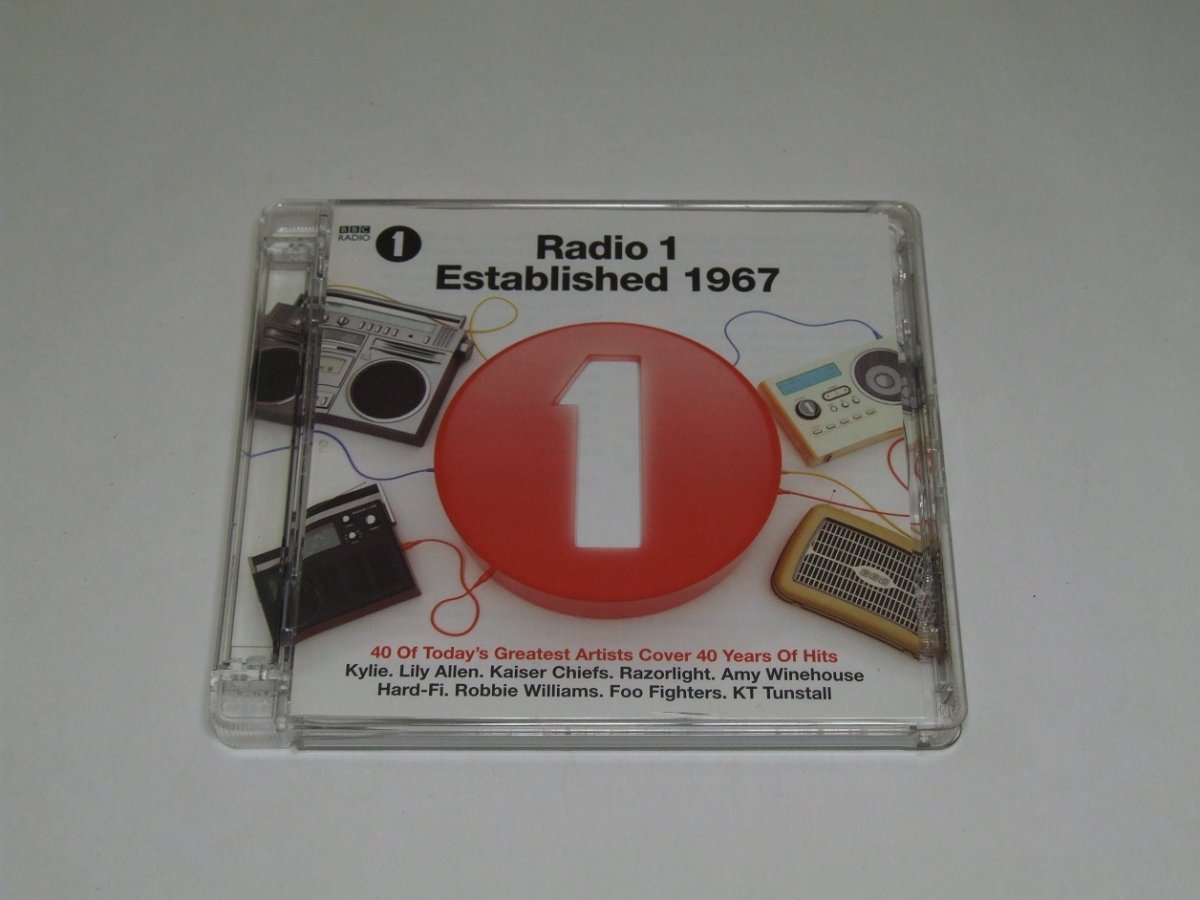 BBC
RADIO
1
Radio 1
Established 1967
1
40 Of Today's Greatest Artists Cover 40 Years Of Hits
Kylie. Lily Allen. Kaiser Chiefs. Razorlight. Amy Winehouse
Hard-Fi. Robbie Williams. Foo Fighters. KT Tunstall